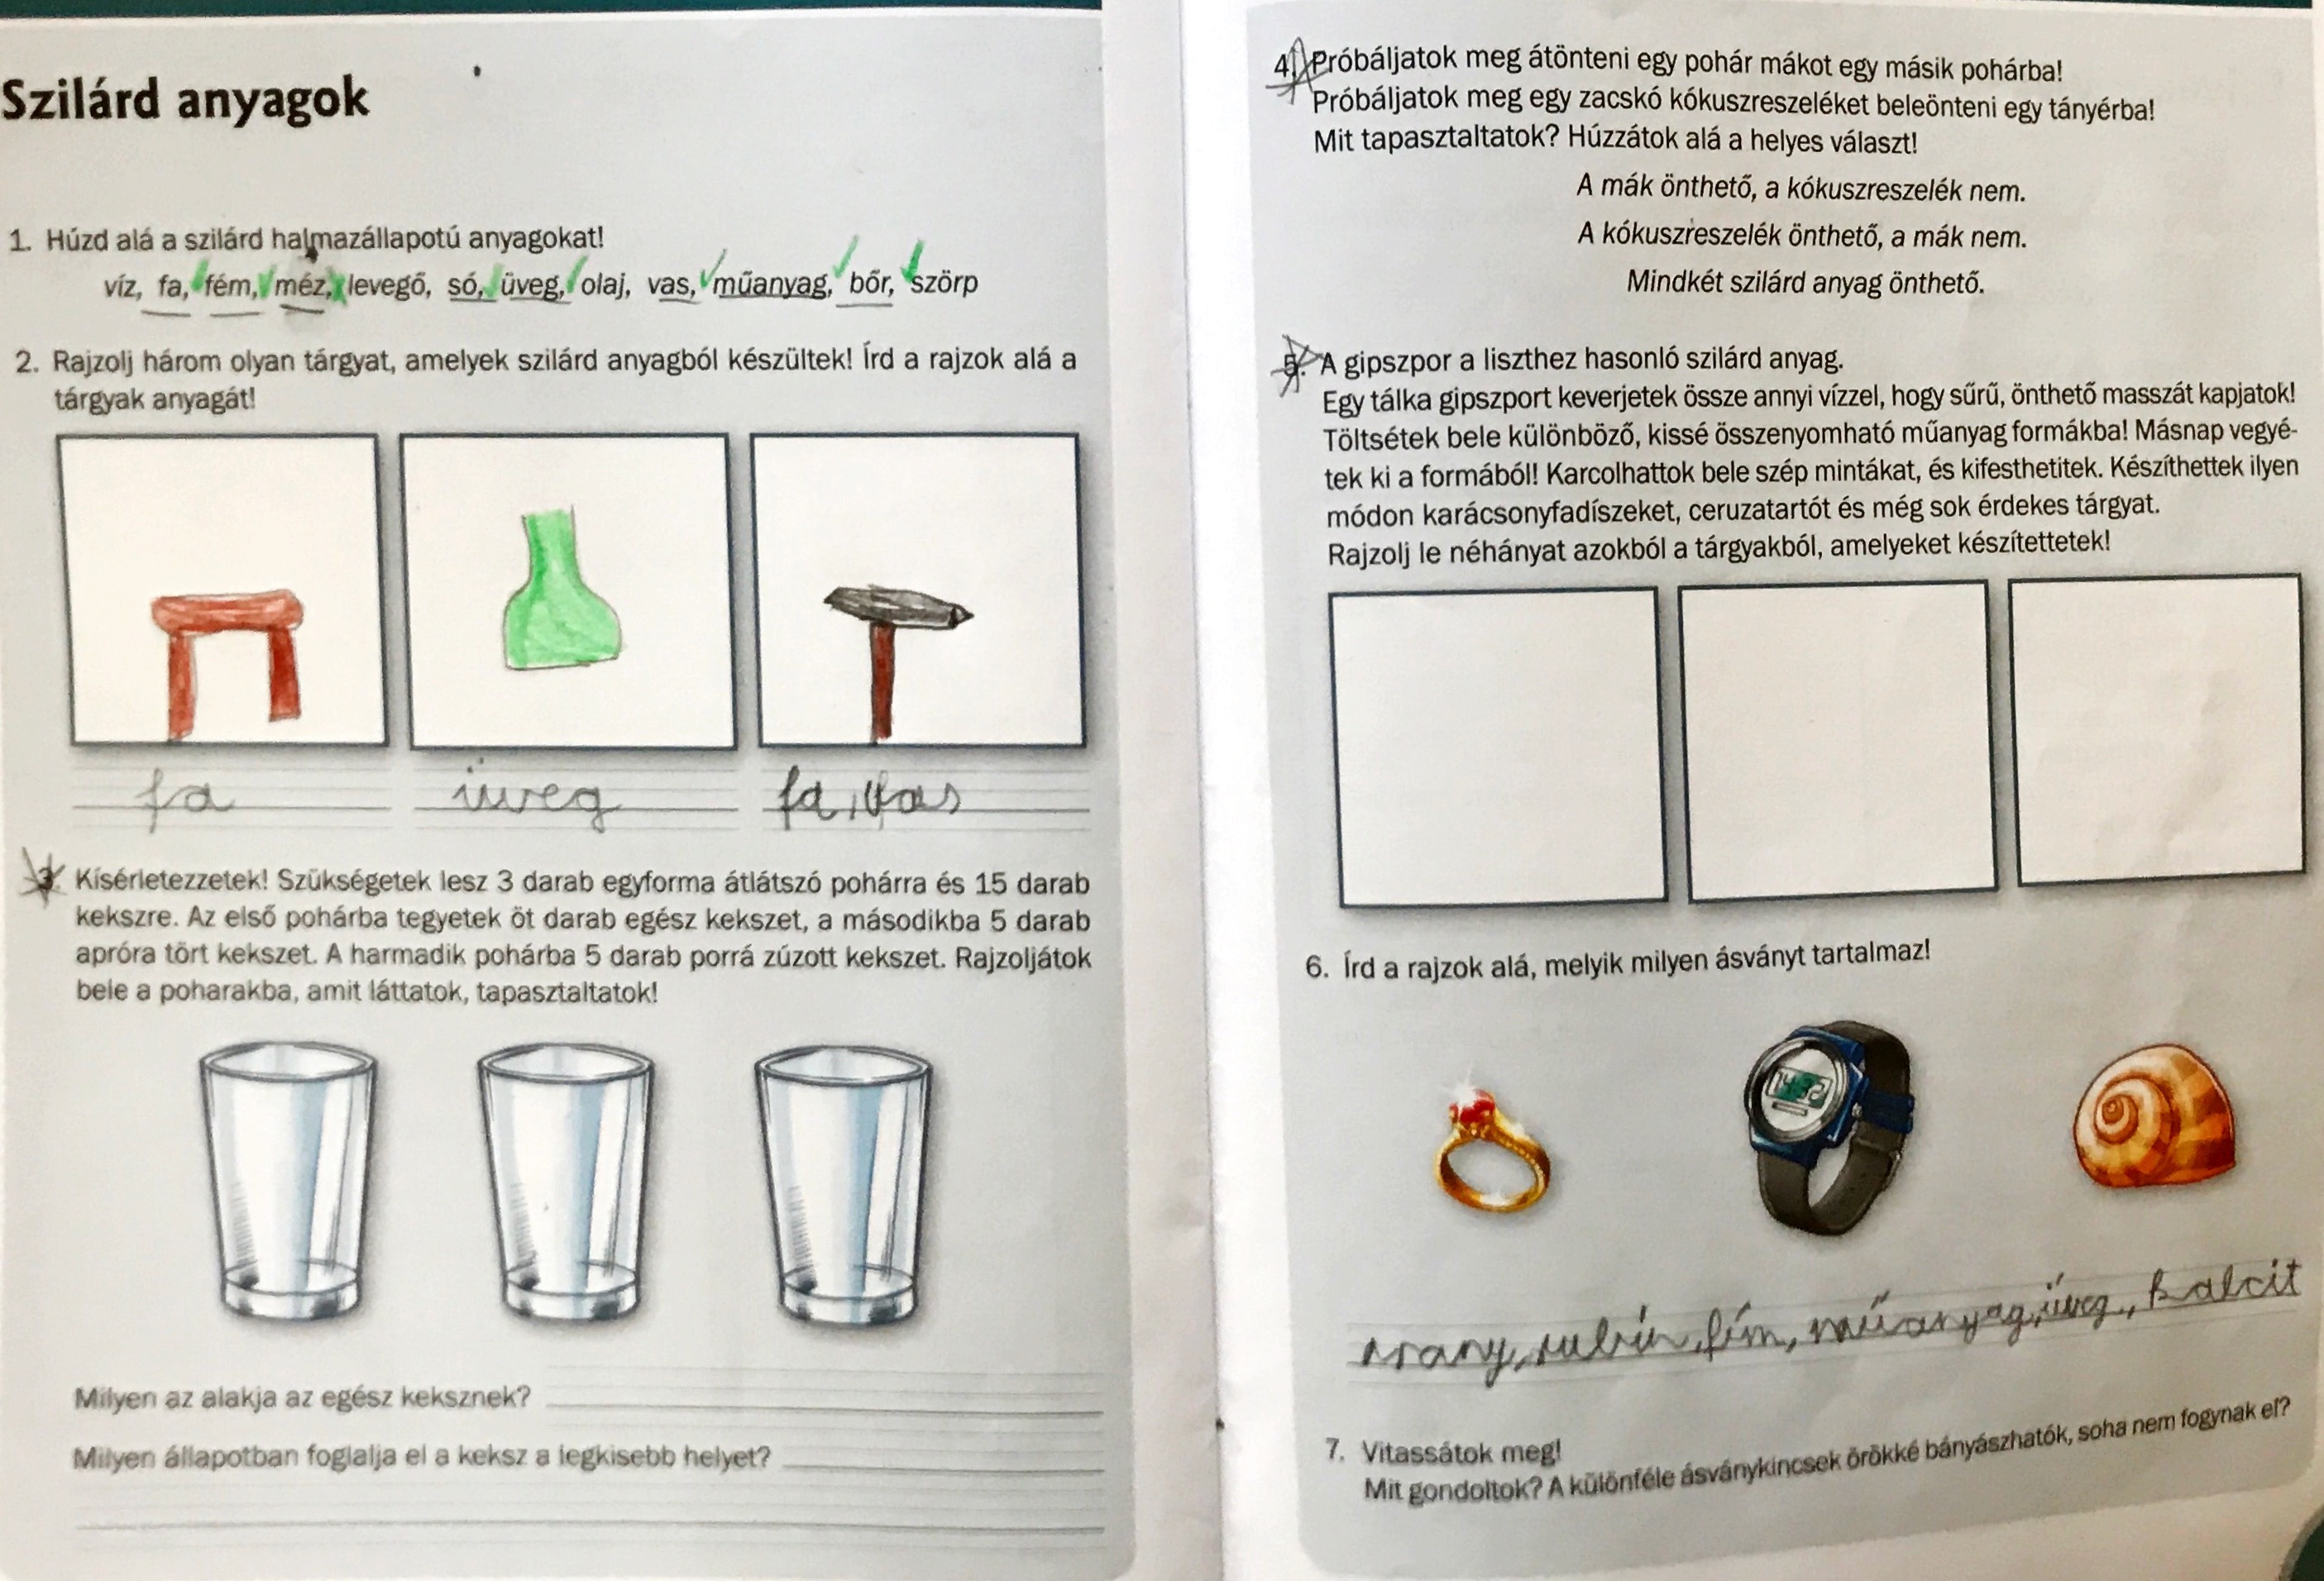 Szilárd anyagok
1. Húzd alá a szilárd halmazállapotú anyagokat!
víz, fa, fém, méz, levegő, só, üveg, olaj, vas, műanyag, bőr, szörp
2. Rajzolj három olyan tárgyat, amelyek szilárd anyagból készültek! Írd a rajzok alá a
tárgyak anyagát!
fa
üveg
fa, vas
3. Kísérletezzetek! Szükségetek lesz 3 darab egyforma átlátszó pohárra és 15 darab
kekszre. Az első pohárba tegyetek öt darab egész kekszet, a másodikba 5 darab
apróra tört kekszet. A harmadik pohárba 5 darab porrá zúzott kekszet. Rajzoljátok
bele a poharakba, amit láttatok, tapasztaltatok!
Milyen az alakja az egész keksznek?
Milyen állapotban foglalja el a keksz a legkisebb helyet?
4. Próbáljatok meg átönteni egy pohár mákot egy másik pohárba!
Próbáljatok meg egy zacskó kókuszreszeléket beleönteni egy tányérba!
Mit tapasztaltatok? Húzzátok alá a helyes választ!
A mák önthető, a kókuszreszelék nem.
A kókuszreszelék önthető, a mák nem.
Mindkét szilárd anyag önthető.
5. A gipszpor a liszthez hasonló szilárd anyag.
Egy tálka gipszport keverjetek össze annyi vízzel, hogy sűrű, önthető masszát kapjatok!
Töltsétek bele különböző, kissé összenyomható műanyag formákba! Másnap vegyé-
tek ki a formából! Karcolhattok bele szép mintákat, és kifesthetitek. Készíthettek ilyen
módon karácsonyfadíszeket, ceruzatartót és még sok érdekes tárgyat.
Rajzolj le néhányat azokból a tárgyakból, amelyeket készítettetek!
6. Írd a rajzok alá, melyik milyen ásványt tartalmaz!
14:32
arany, rubin, fém, műanyag, üveg, kalcit
7. Vitassátok meg!
Mit gondoltok? A különféle ásványkincsek örökké bányászhatók, soha nem fogynak el?